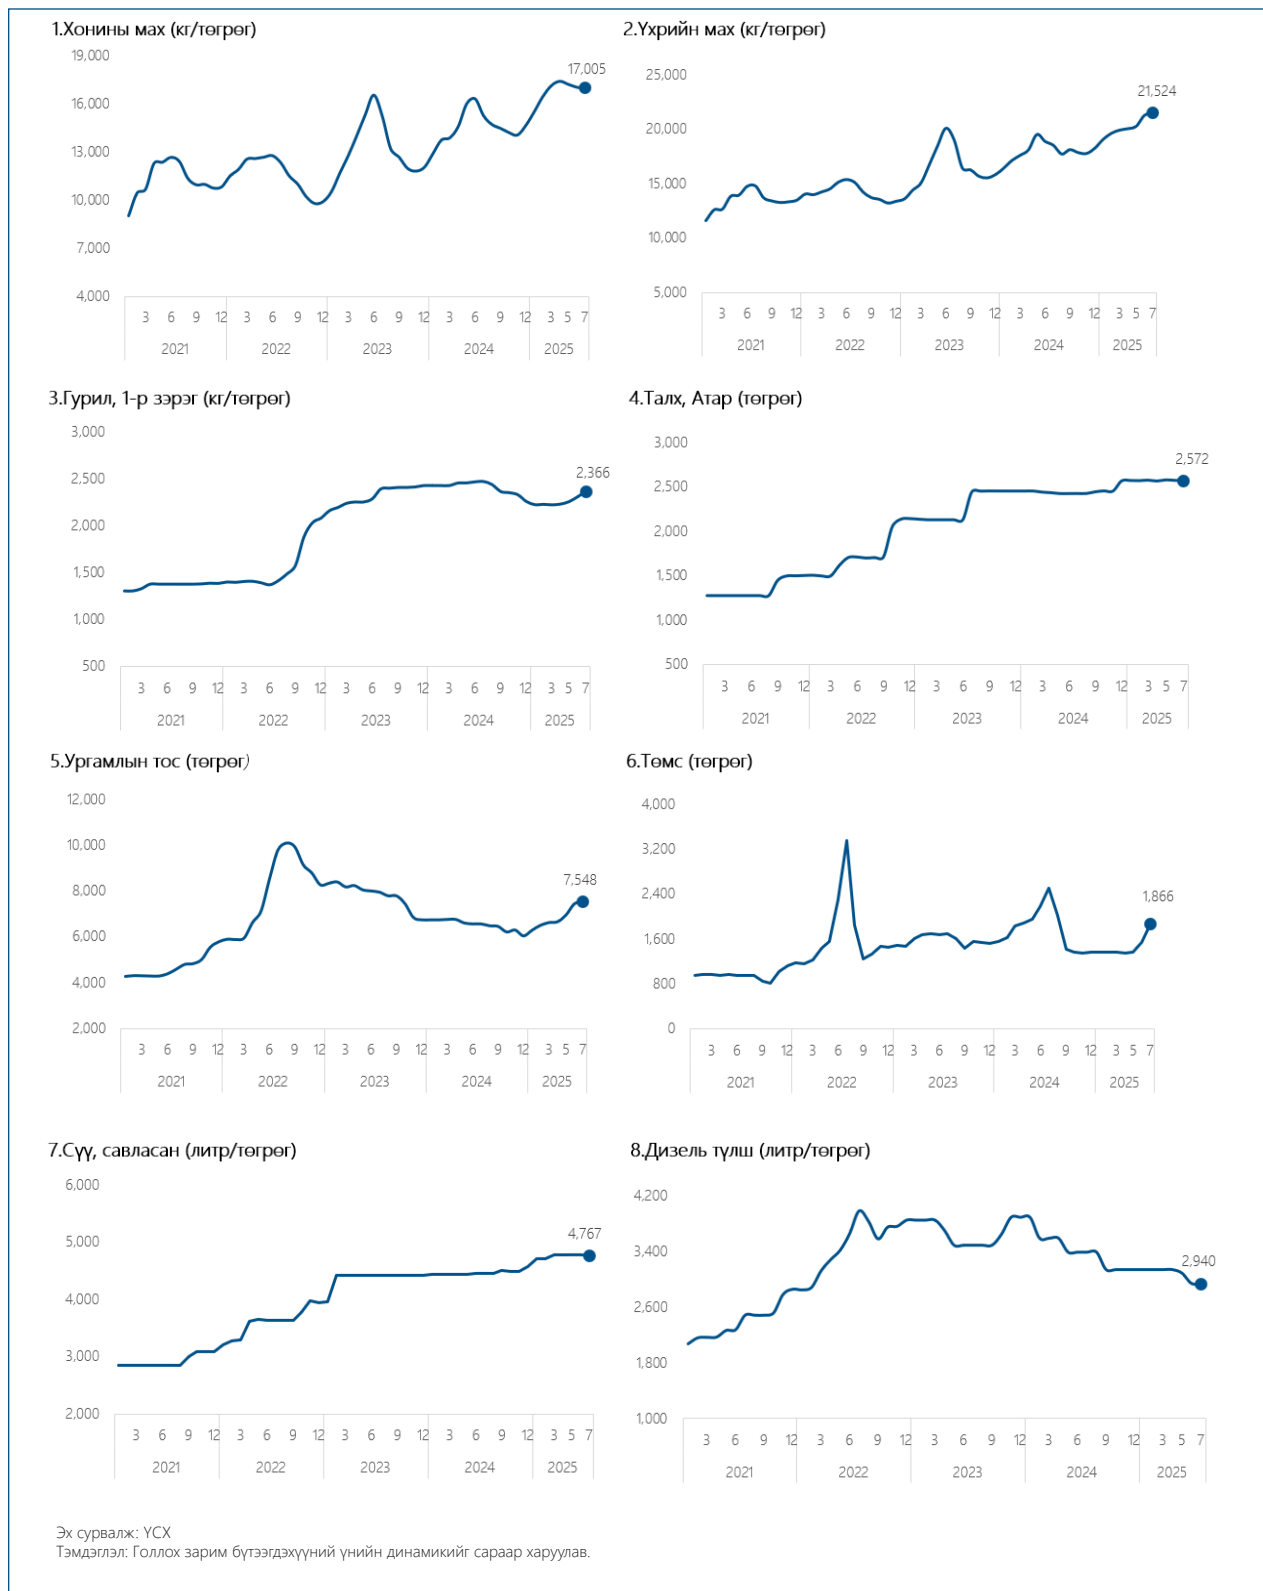 1.Хонины мах (кг/төгрөг)
19,000
16,000
13,000
10,000
7,000
4,000
17,005
3 6 9 12 3 6 9 12 3 6 9 12 3 6 9 12 3 5 7
2021 2022 2023 2024 2025
2.Үхрийн мах (кг/төгрөг)
25,000
20,000
15,000
10,000
5,000
21,524
3 6 9 12 3 6 9 12 3 6 9 12 3 6 9 12 3 5 7
2021 2022 2023 2024 2025
3.Гурил, 1-р зэрэг (кг/төгрөг)
3,000
2,500
2,000
1,500
1,000
500
2,366
3 6 9 12 3 6 9 12 3 6 9 12 3 6 9 12 3 5 7
2021 2022 2023 2024 2025
4.Талх, Атар (төгрөг)
3,000
2,500
2,000
1,500
1,000
500
2,572
3 6 9 12 3 6 9 12 3 6 9 12 3 6 9 12 3 5 7
2021 2022 2023 2024 2025
5.Ургамлын тос (төгрөг)
12,000
10,000
8,000
6,000
4,000
2,000
7,548
3 6 9 12 3 6 9 12 3 6 9 12 3 6 9 12 3 5 7
2021 2022 2023 2024 2025
6.Төмс (төгрөг)
4,000
3,200
2,400
1,600
800
0
1,866
3 6 9 12 3 6 9 12 3 6 9 12 3 6 9 12 3 5 7
2021 2022 2023 2024 2025
7.Сүү, савласан (литр/төгрөг)
6,000
5,000
4,000
3,000
2,000
4,767
3 6 9 12 3 6 9 12 3 6 9 12 3 6 9 12 3 5 7
2021 2022 2023 2024 2025
8.Дизель түлш (литр/төгрөг)
4,200
3,400
2,600
1,800
1,000
2,940
3 6 9 12 3 6 9 12 3 6 9 12 3 6 9 12 3 5 7
2021 2022 2023 2024 2025
Эх сурвалж: ҮСХ
Тэмдэглэл: Голлох зарим бүтээгдэхүүний үнийн динамикийг сараар харуулав.